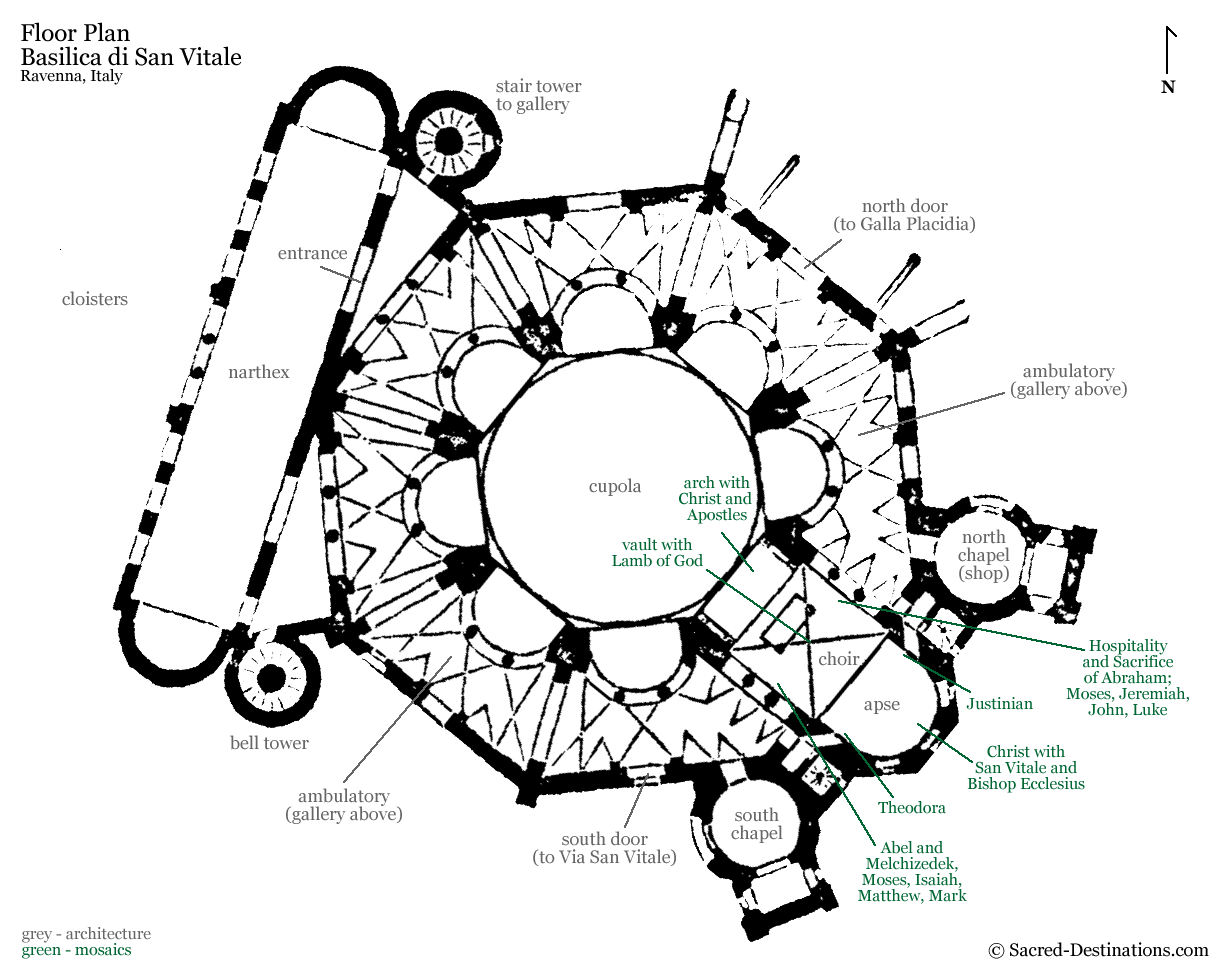 Floor Plan
Basilica di San Vitale
Ravenna, Italy
N
stair tower
to gallery
north door
(to Galla Placidia)
entrance
cloisters
narthex
ambulatory
(gallery above)
cupola
arch with
Christ and
Apostles
vault with
Lamb of God
north
chapel
(shop)
Hospitality
and Sacrifice
of Abraham;
Moses, Jeremiah,
John, Luke
choir
apse
Justinian
bell tower
Christ with
San Vitale and
Bishop Ecclesius
ambulatory
(gallery above)
Theodora
south
chapel
south door
(to Via San Vitale)
Abel and
Melchizedek,
Moses, Isaiah,
Matthew, Mark
grey - architecture
green - mosaics
© Sacred-Destinations.com